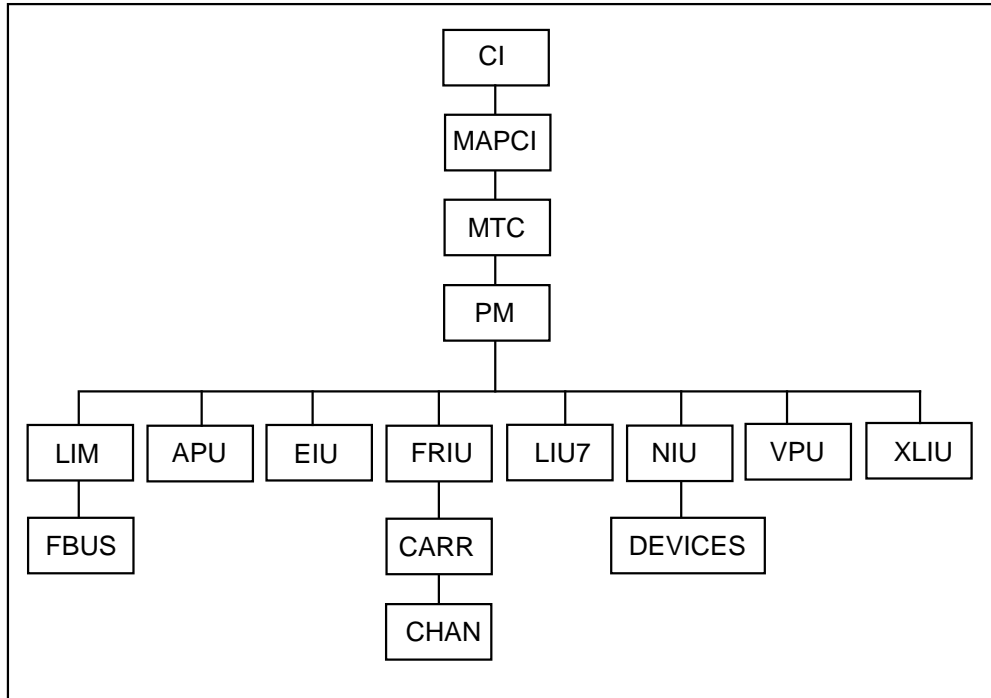 CI
MAPCI
MTC
PM
LIM APU EIU FRIU LIU7 NIU VPU XLIU
FBUS CARR DEVICES
CHAN